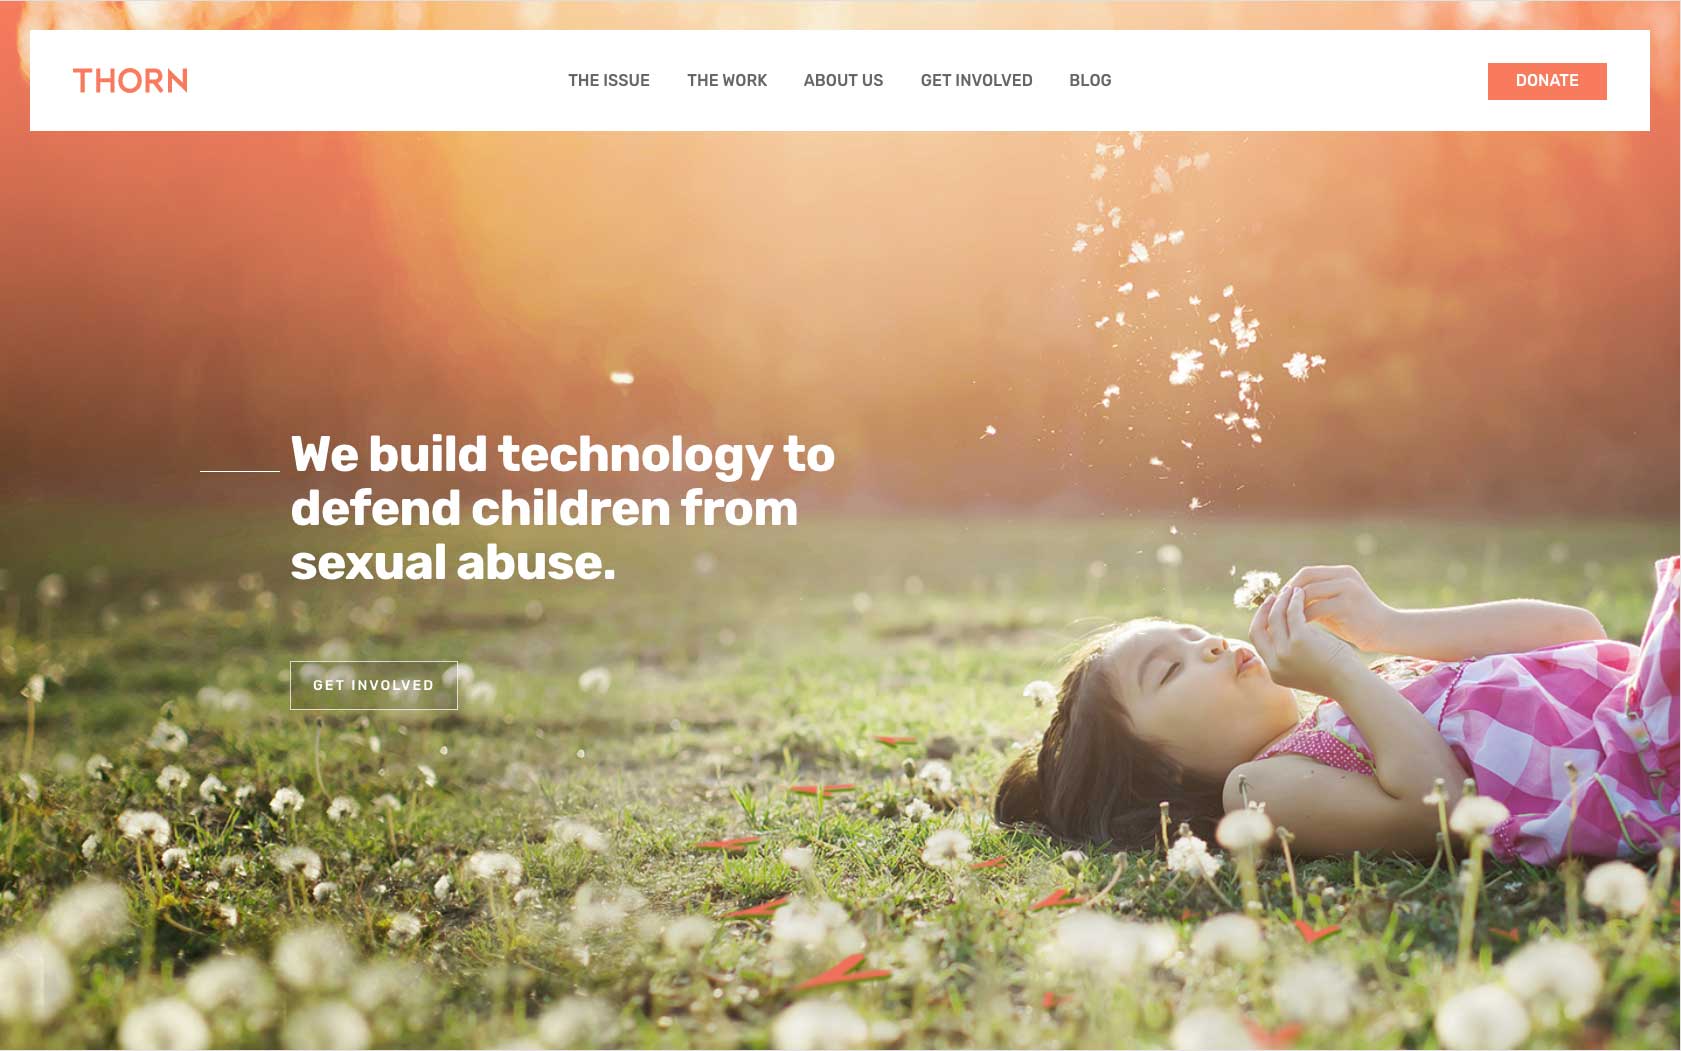 THORN
THE ISSUE THE WORK ABOUT US GET INVOLVED BLOG
DONATE
We build technology to
defend children from
sexual abuse.
GET INVOLVED